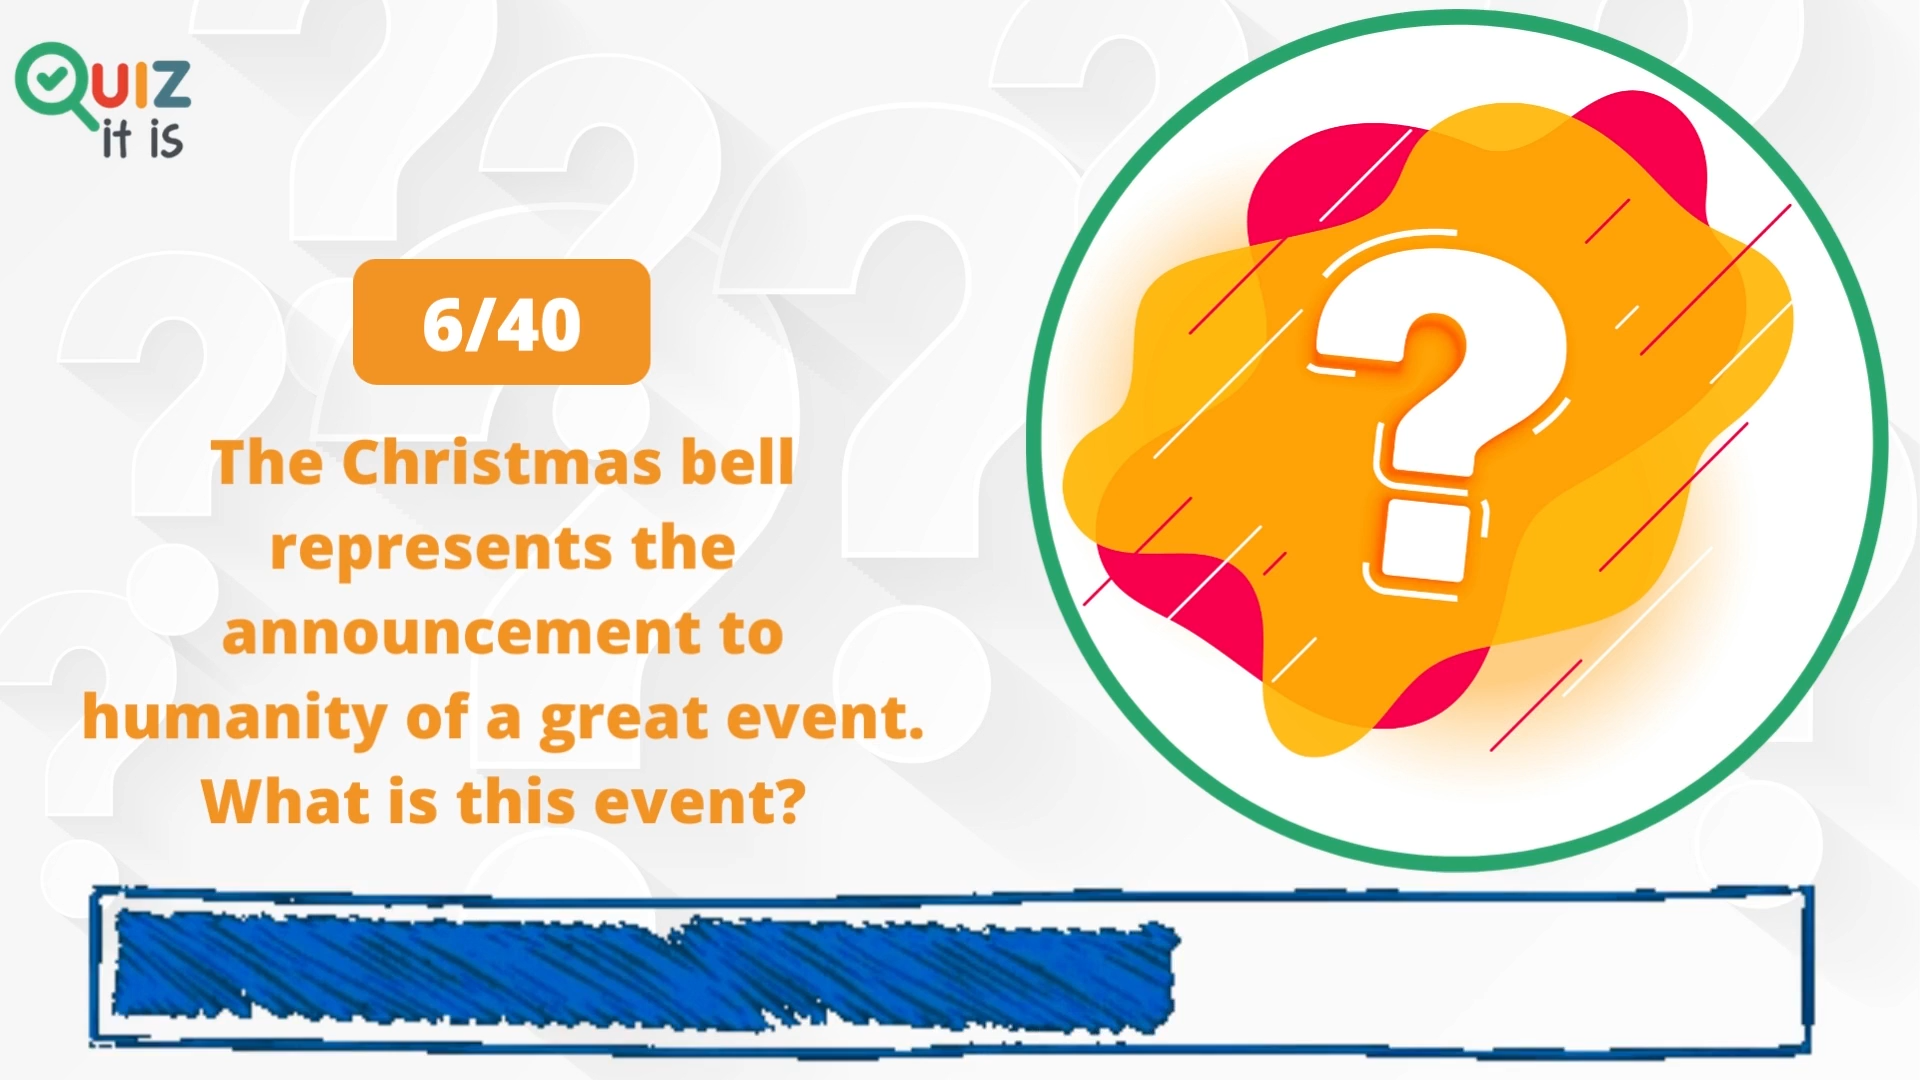 QUIZ
it is
6/40
The Christmas bell
represents the
announcement to
humanity of a great event.
What is this event?
?